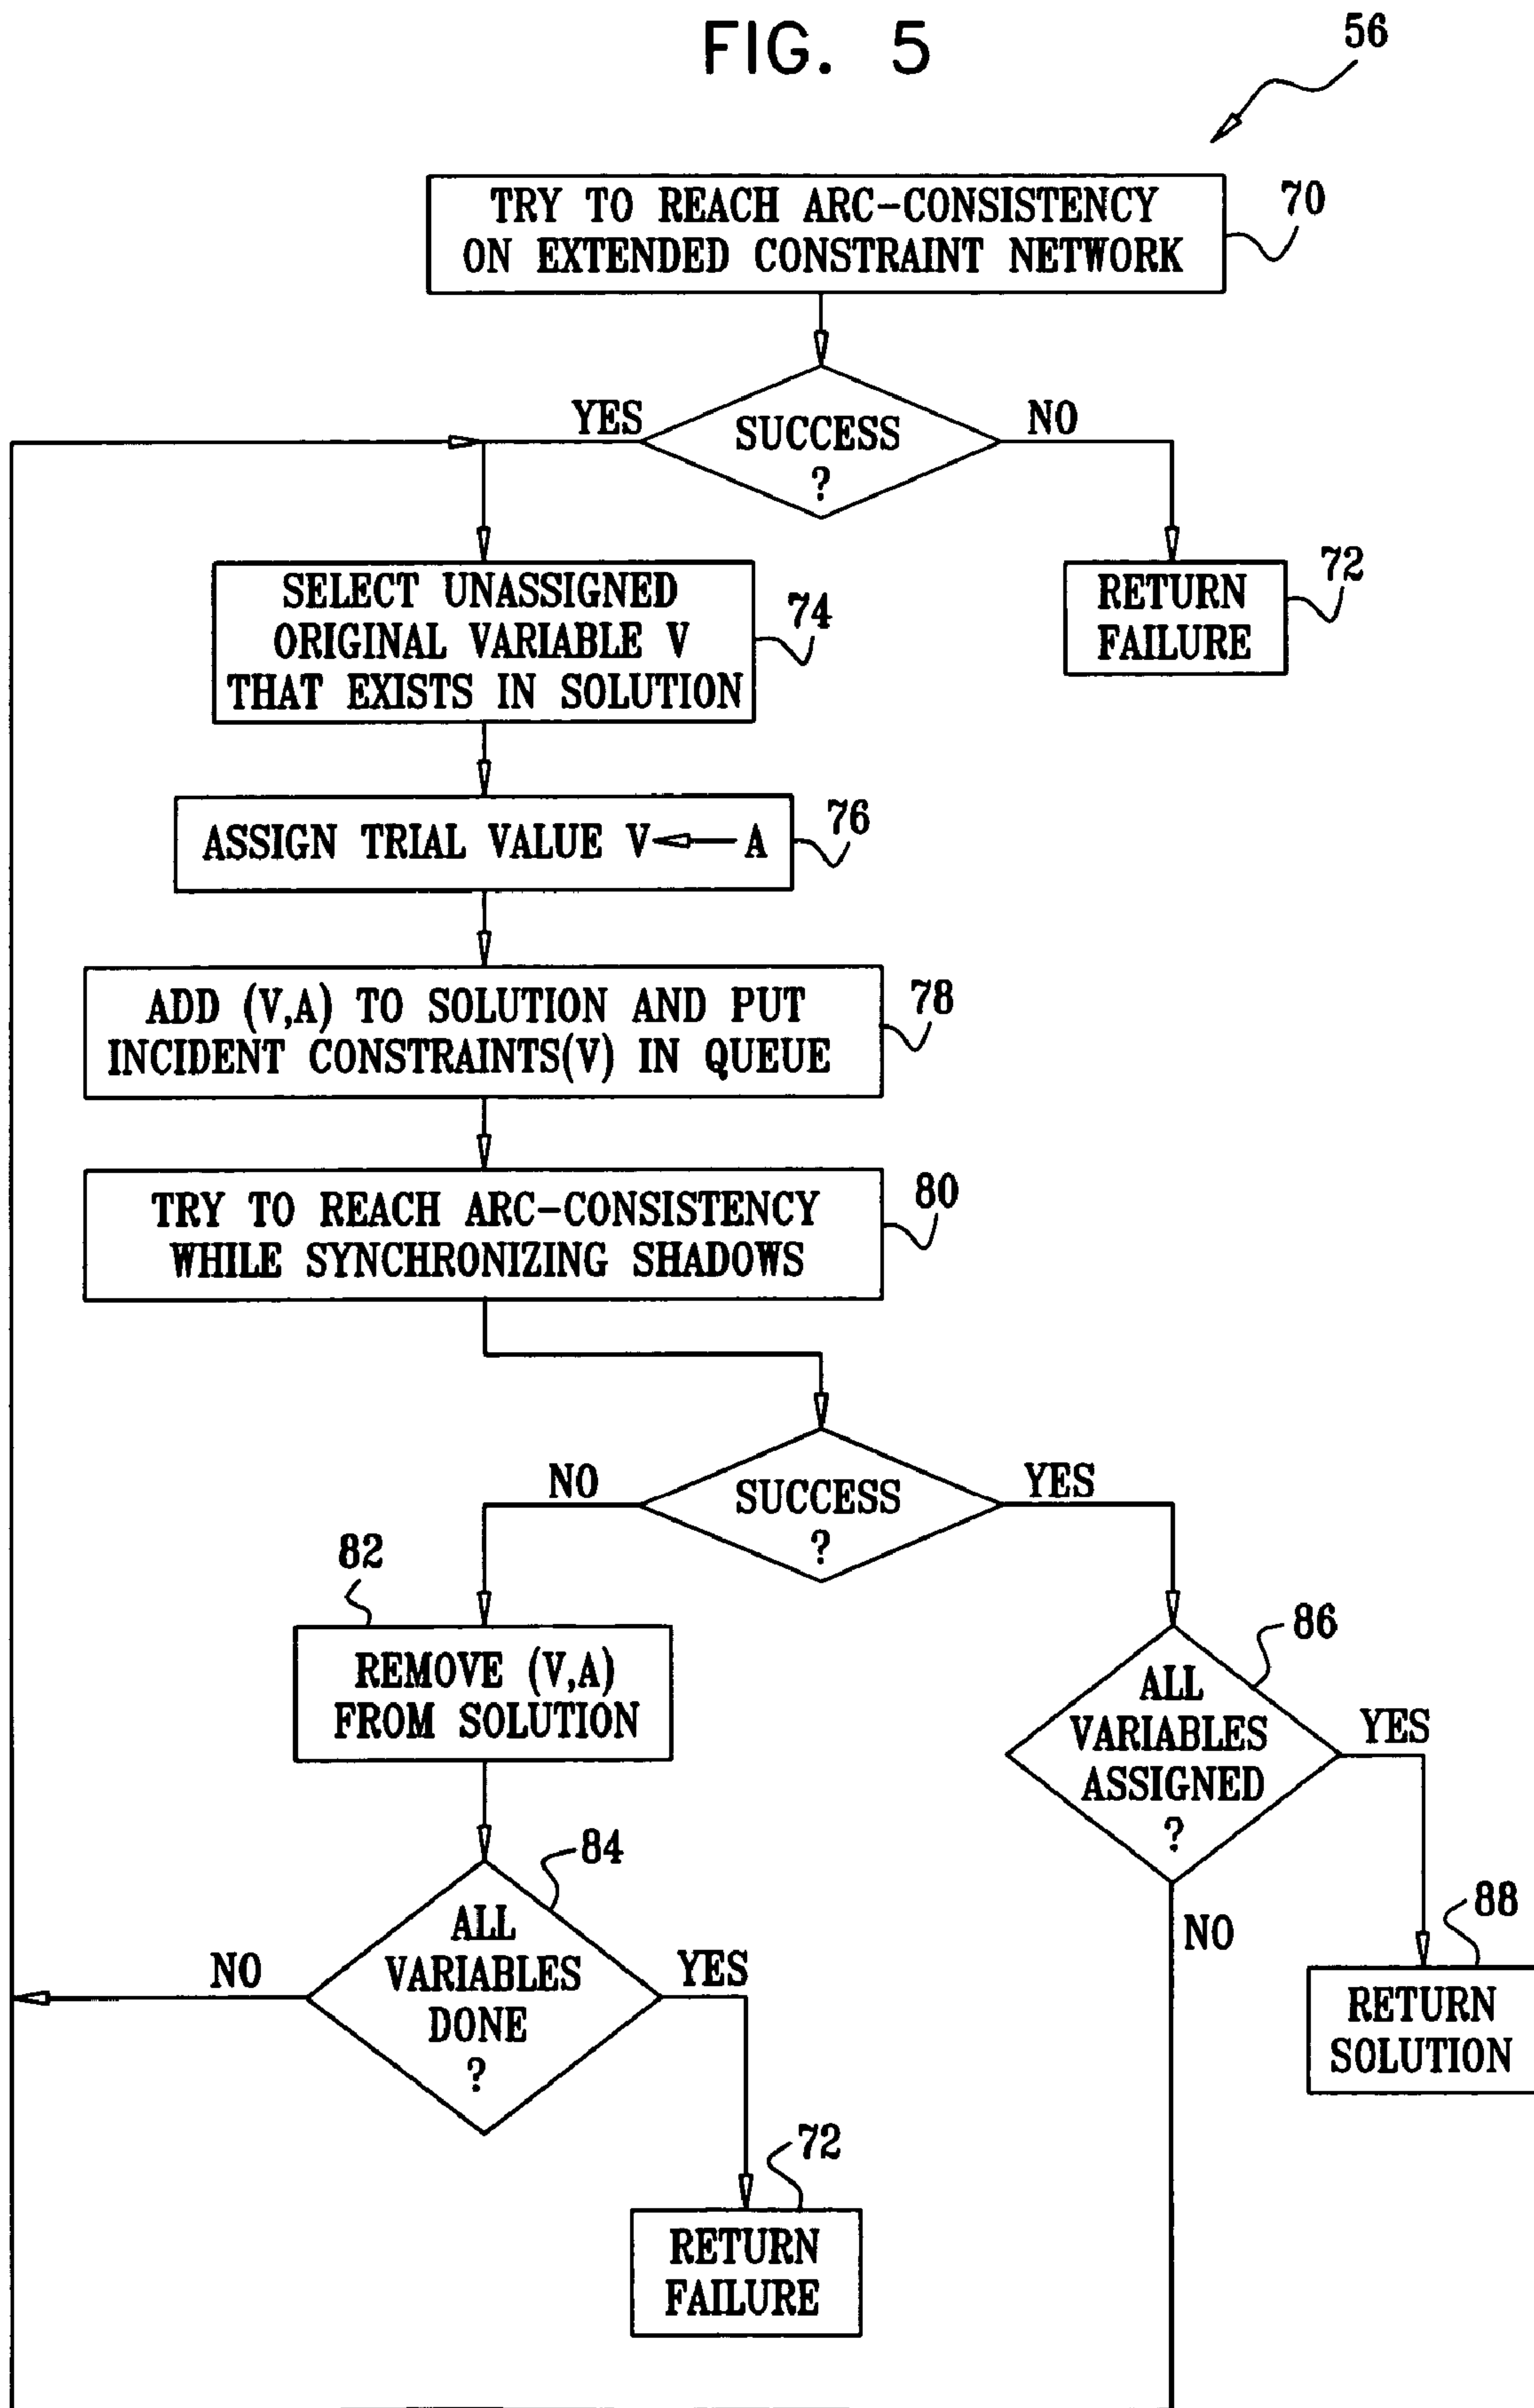 FIG. 5
56
TRY TO REACH ARC-CONSISTENCY
ON EXTENDED CONSTRAINT NETWORK
70
YES
SUCCESS
?
NO
SELECT UNASSIGNED
ORIGINAL VARIABLE V
THAT EXISTS IN SOLUTION
74
RETURN
FAILURE
72
ASSIGN TRIAL VALUE V A
76
ADD (V,A) TO SOLUTION AND PUT
INCIDENT CONSTRAINTS(V) IN QUEUE
78
TRY TO REACH ARC-CONSISTENCY
WHILE SYNCHRONIZING SHADOWS
80
NO
SUCCESS
?
YES
82
REMOVE (V,A)
FROM SOLUTION
86
ALL
VARIABLES
ASSIGNED
?
YES
NO
84
ALL
VARIABLES
DONE
?
NO
YES
88
RETURN
SOLUTION
72
RETURN
FAILURE